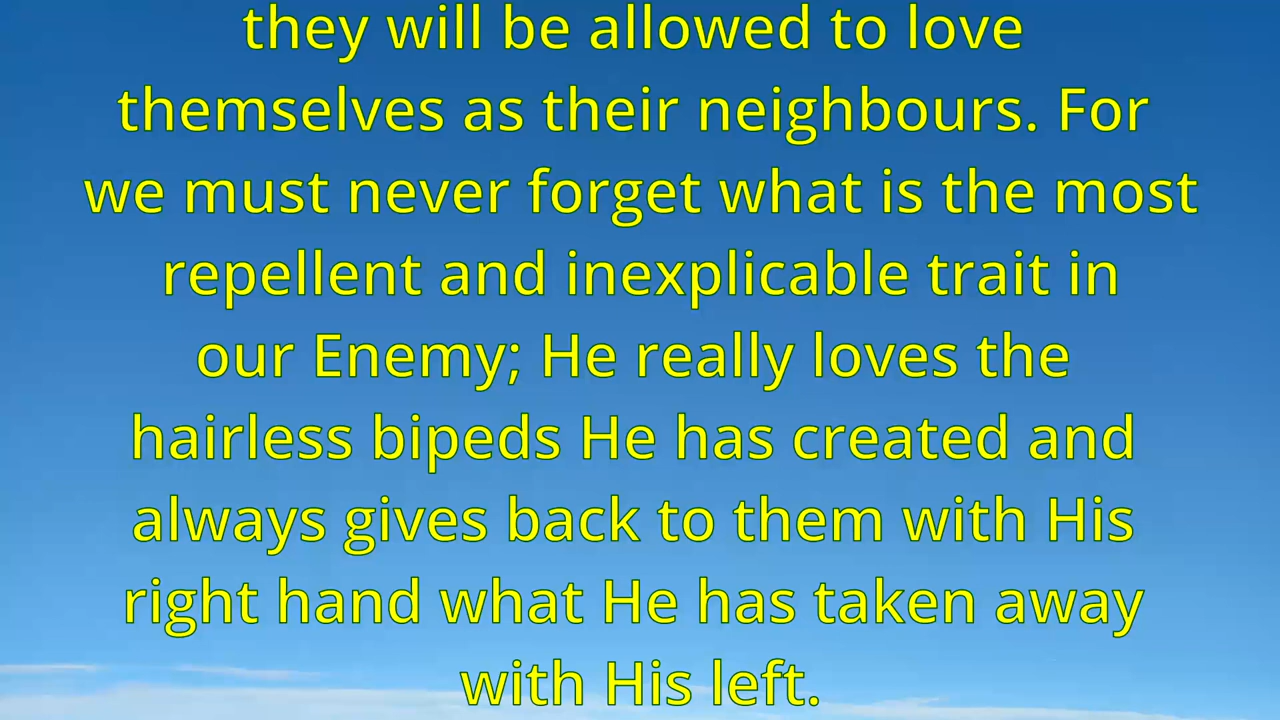 they will be allowed to love
themselves as their neighbours. For
we must never forget what is the most
repellent and inexplicable trait in
our Enemy; He really loves the
hairless bipeds He has created and
always gives back to them with His
right hand what He has taken away
with His left.